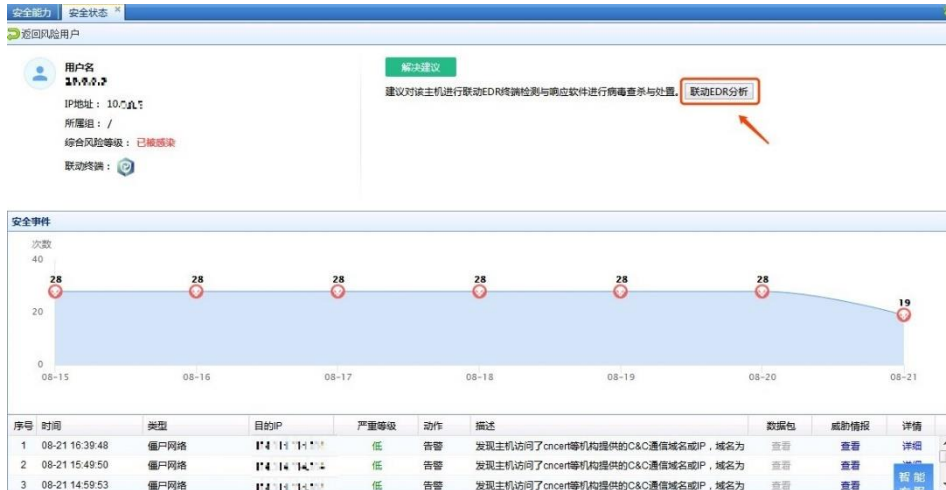 安全能力 安全状态
返回风险用户
用户名
IP地址：
所属组：/
综合风险等级：已被感染
联动终端：
解决建议
建议对该主机进行联动EDR终端检测与响应软件进行病毒查杀与处置。 联动EDR分析
安全事件
次数
40
28 28 28 28 28 28
19
20
0
08-15 08-16 08-17 08-18 08-19 08-20 08-21
序号 时间 类型 目的IP 严重等级 动作 描述 数据包 威胁情报 详情
1 08-21 16:39:48 僵尸网络 低 告警 发现主机访问了cncert等机构提供的C&C通信域名或IP，域名为 查看 查看 详细
2 08-21 15:49:50 僵尸网络 低 告警 发现主机访问了cncert等机构提供的C&C通信域名或IP，域名为 查看 查看
3 08-21 14:59:53 僵尸网络 低 告警 发现主机访问了cncert等机构提供的C&C通信域名或IP，域名为 查看 查看
智能